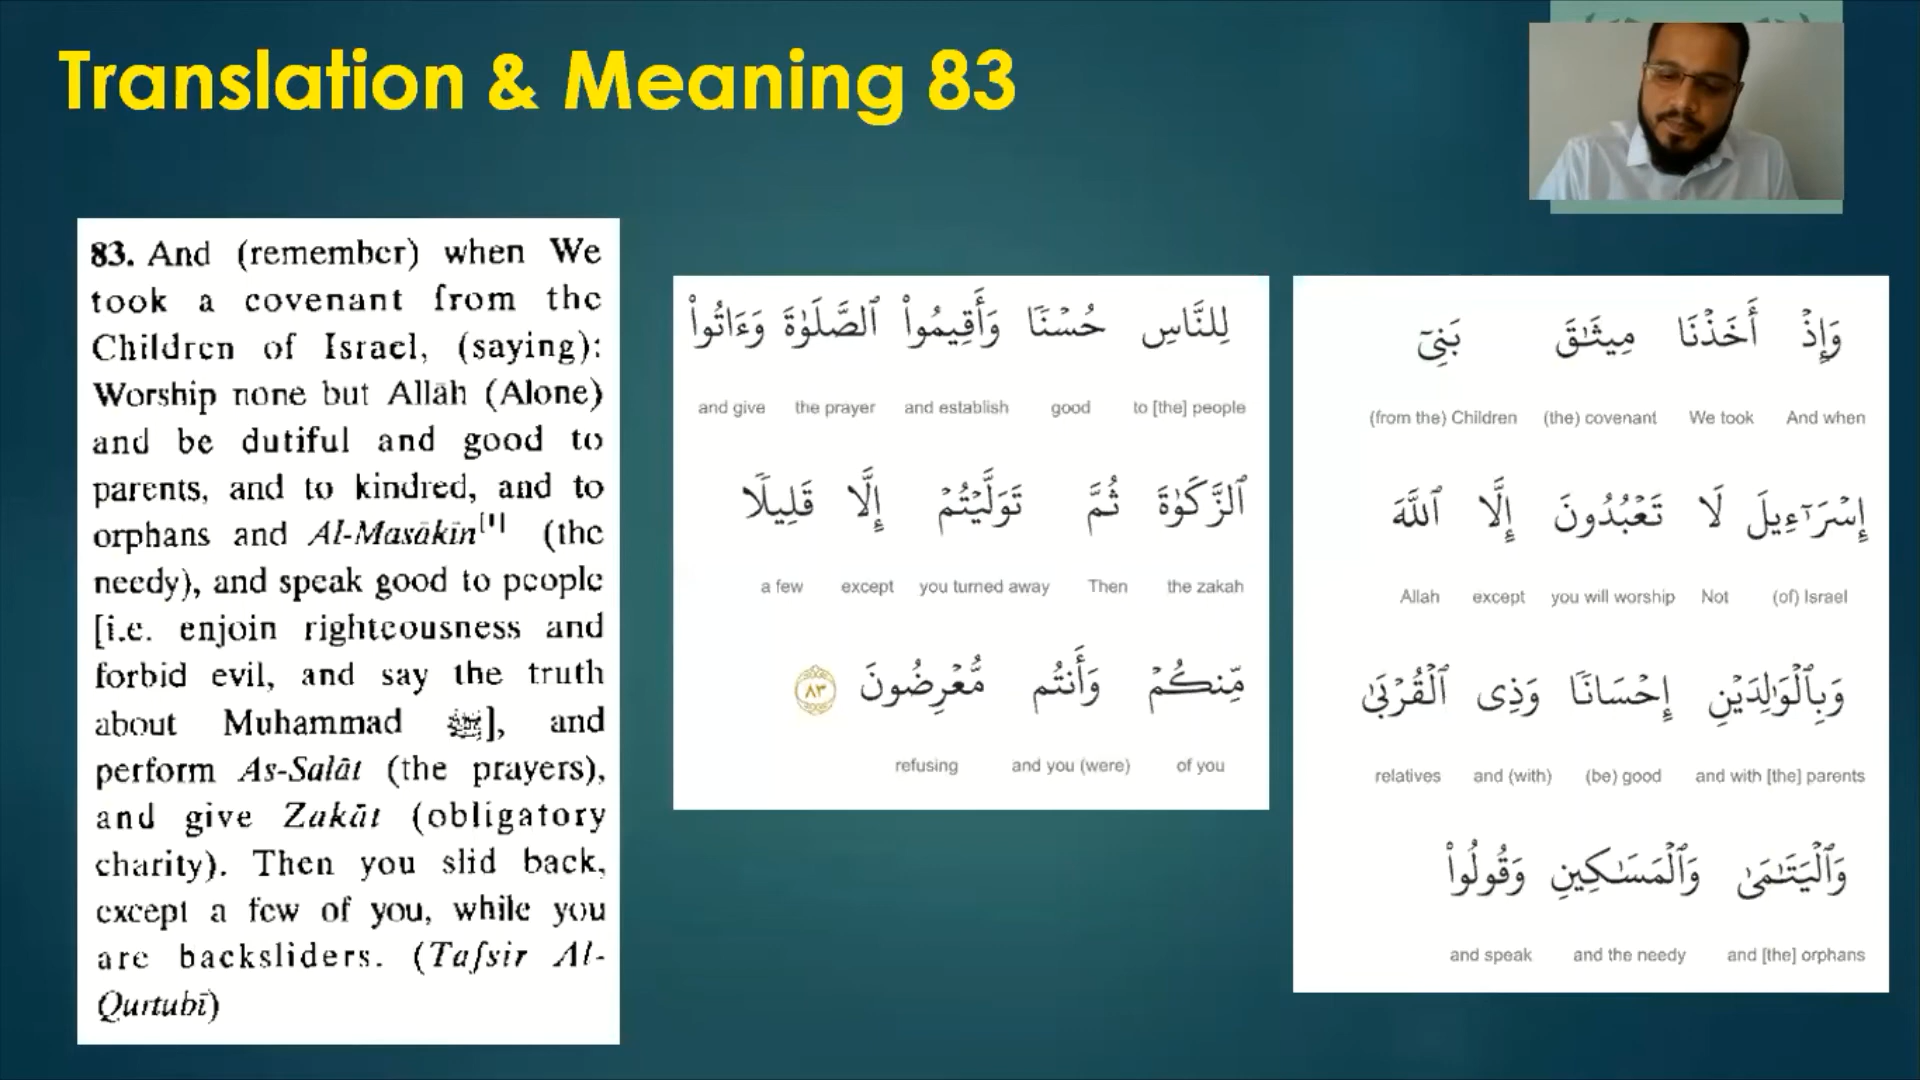 Translation & Meaning 83
83. And (remember) when We
took a covenant from the
Children of Israel, (saying):
Worship none but Allāh (Alone)
and be dutiful and good to
parents, and to kindred, and to
orphans and Al-Masākīn[1] (the
needy), and speak good to people
[i.e. enjoin righteousness and
forbid evil, and say the truth
about Muhammad ﷺ], and
perform As-Salāt (the prayers),
and give Zakāt (obligatory
charity). Then you slid back,
except a few of you, while you
are backsliders. (Tafsir Al-
Qurtubī)
وَإِذْ أَخَذْنَا مِيثَـٰقَ بَنِىٓ
(from the) Children (the) covenant We took And when
إِسْرَٰٓءِيلَ لَا تَعْبُدُونَ إِلَّا ٱللَّهَ
Allah except you will worship Not (of) Israel
وَبِٱلْوَٰلِدَيْنِ إِحْسَانًا وَذِى ٱلْقُرْبَىٰ
relatives and (with) (be) good and with [the] parents
وَٱلْيَتَـٰمَىٰ وَٱلْمَسَـٰكِينِ وَقُولُوا۟
and speak and the needy and [the] orphans
لِلنَّاسِ حُسْنًا وَأَقِيمُوا۟ ٱلصَّلَوٰةَ وَءَاتُوا۟
and give the prayer and establish good to [the] people
ٱلزَّكَوٰةَ ثُمَّ تَوَلَّيْتُمْ إِلَّا قَلِيلًا
a few except you turned away Then the zakah
مِّنكُمْ وَأَنتُم مُّعْرِضُونَ ٨٣
refusing and you (were) of you